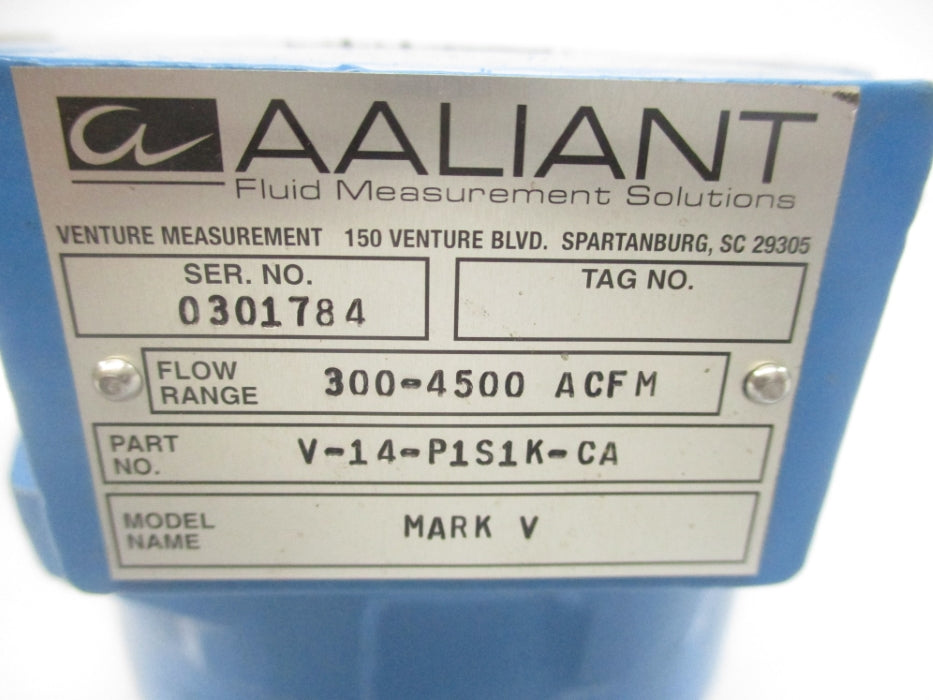 a AALIANT
Fluid Measurement Solutions
VENTURE MEASUREMENT 150 VENTURE BLVD. SPARTANBURG, SC 29305
SER. NO.
0301784
TAG NO.
FLOW RANGE 300-4500 ACFM
PART NO. V-14-P1S1K-CA
MODEL NAME MARK V